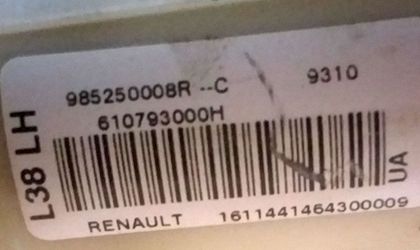 985250008R --C 9310
610793000H
L38 LH
UA
RENAULT 1611441464300009